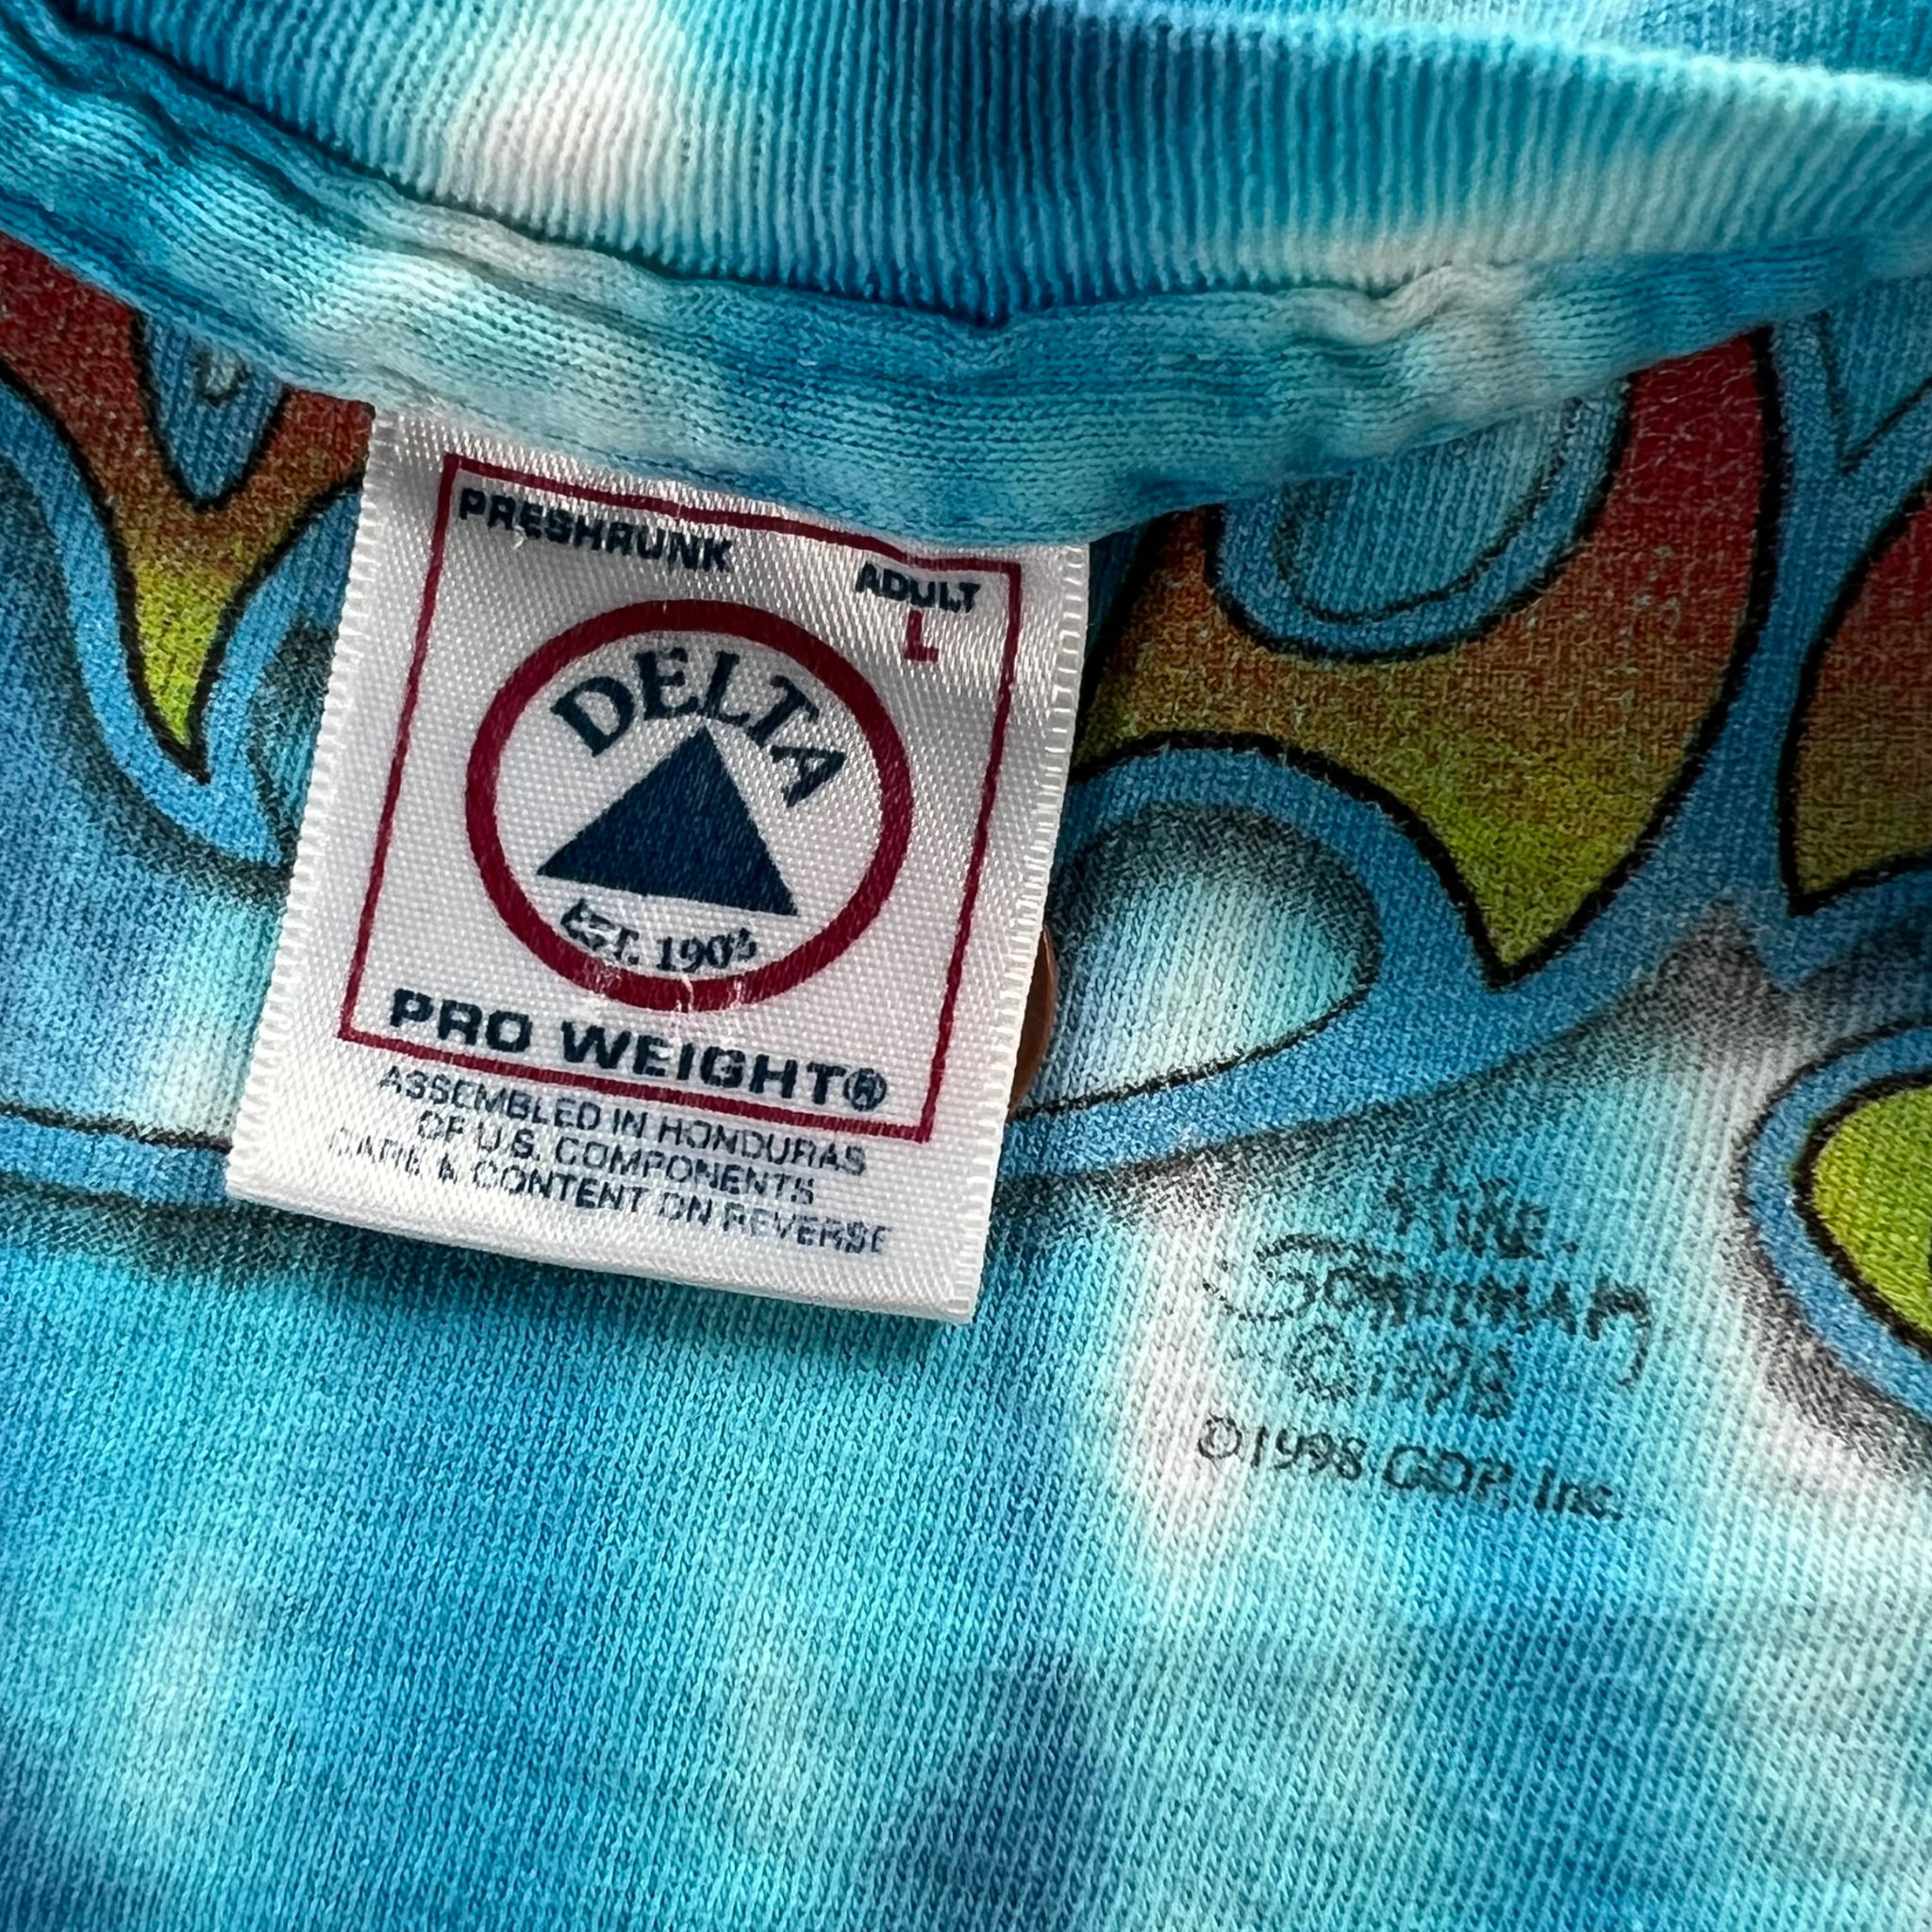 PRESHRUNK
ADULT
L
DELTA
EST. 1903
PRO WEIGHT®
ASSEMBLED IN HONDURAS
OF U.S. COMPONENTS
CARE & CONTENT ON REVERSE
©1998
©1998 GDP, Inc.